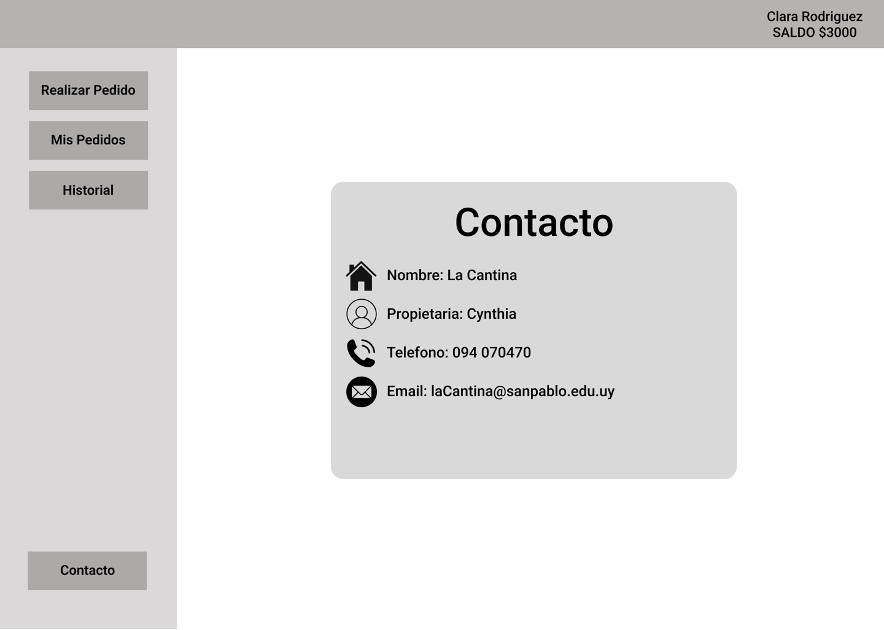 Clara Rodriguez
SALDO $3000
Realizar Pedido
Mis Pedidos
Historial
Contacto
Nombre: La Cantina
Propietaria: Cynthia
Telefono: 094 070470
Email: laCantina@sanpablo.edu.uy
Contacto